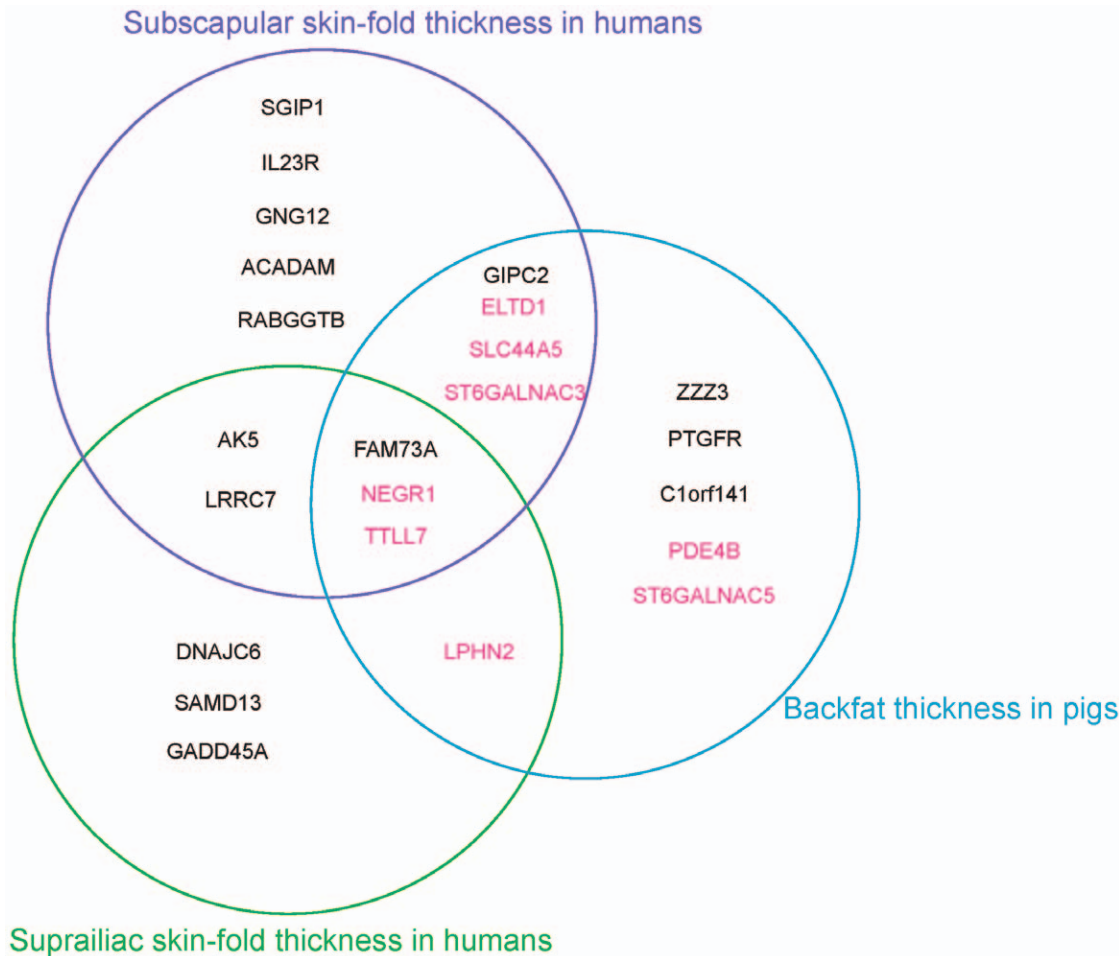 Subscapular skin-fold thickness in humans
SGIP1
IL23R
GNG12
ACADAM
RABGGTB
GIPC2
ELTD1
SLC44A5
ST6GALNAC3
ZZZ3
PTGFR
C1orf141
PDE4B
ST6GALNAC5
AK5
LRRC7
FAM73A
NEGR1
TTLL7
DNAJC6
SAMD13
GADD45A
LPHN2
Backfat thickness in pigs
Suprailiac skin-fold thickness in humans